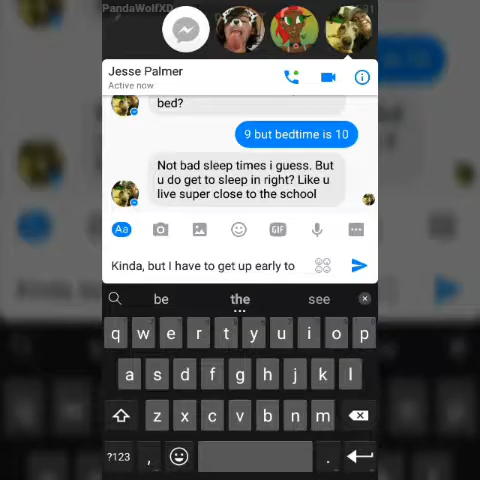 PandaWolfXD
Jesse Palmer
Active now
bed?
9 but bedtime is 10
Not bad sleep times i guess. But
u do get to sleep in right? Like u
live super close to the school
Aa
GIF
Kinda, but I have to get up early to
be the see
q w e r t y u i o p
a s d f g h j k l
z x c v b n m
?123 , .